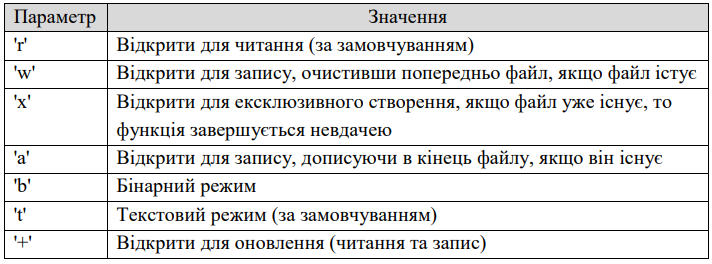 Параметр Значення
'r' Відкрити для читання (за замовчуванням)
'w' Відкрити для запису, очистивши попередньо файл, якщо файл істує
'x' Відкрити для ексклюзивного створення, якщо файл уже існує, то
функція завершується невдачею
'a' Відкрити для запису, дописуючи в кінець файлу, якщо він існує
'b' Бінарний режим
't' Текстовий режим (за замовчуванням)
'+' Відкрити для оновлення (читання та запис)